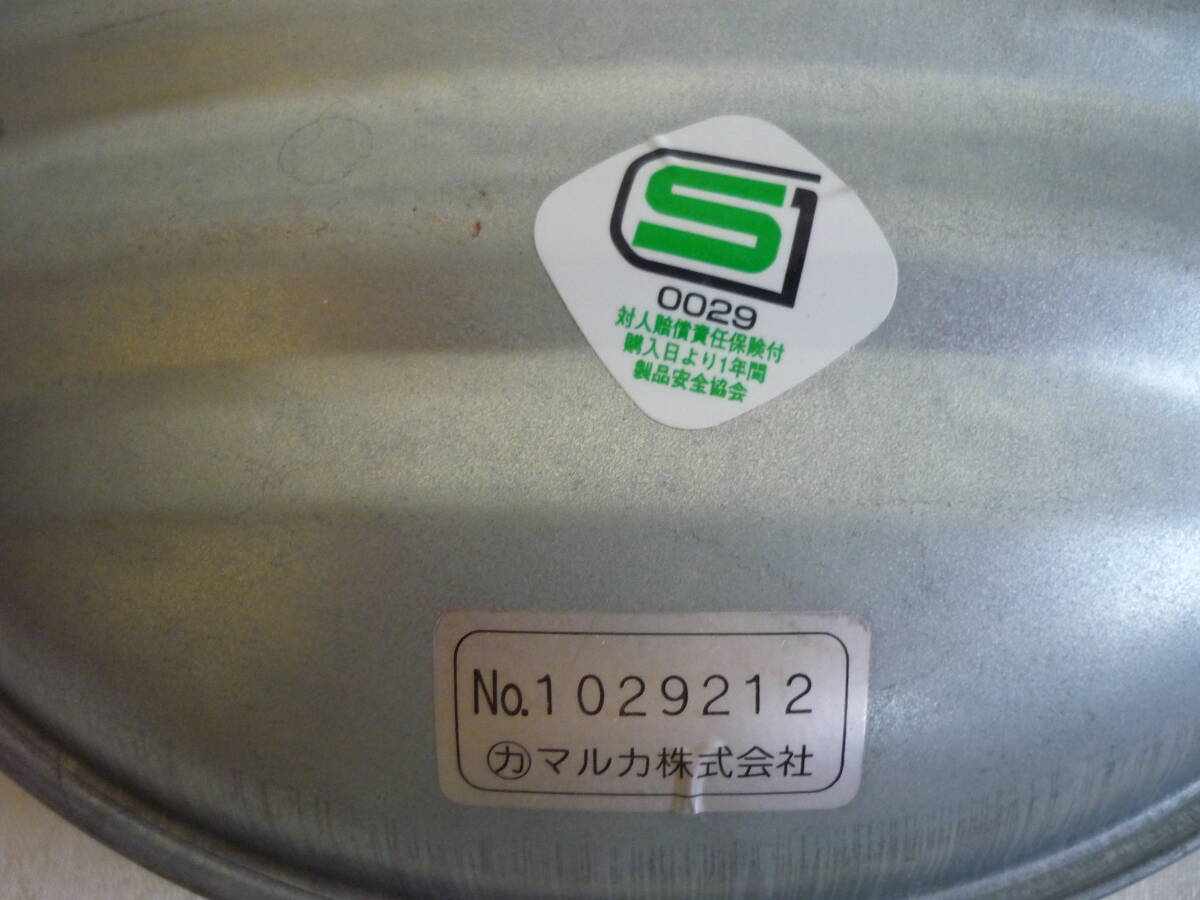 SG
0029
対人賠償責任保険付
購入日より1年間
製品安全協会
No.1029212
カマルカ株式会社